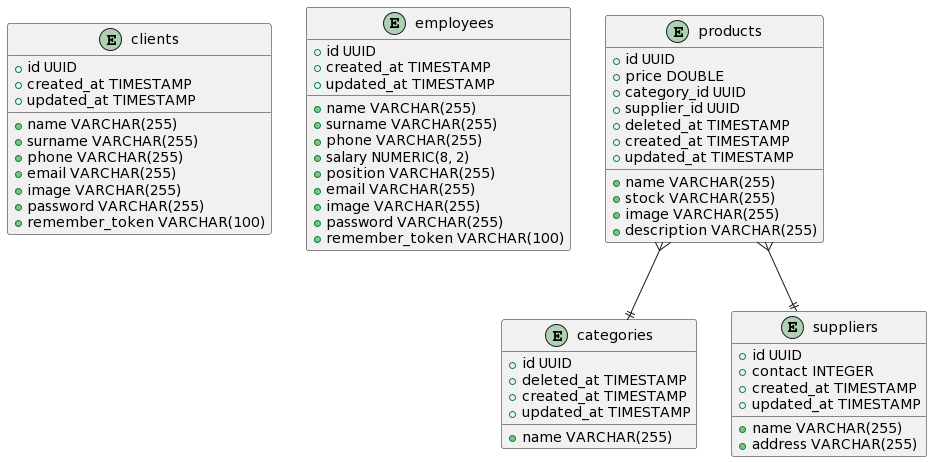 E clients
id UUID
created_at TIMESTAMP
updated_at TIMESTAMP
name VARCHAR(255)
surname VARCHAR(255)
phone VARCHAR(255)
email VARCHAR(255)
image VARCHAR(255)
password VARCHAR(255)
remember_token VARCHAR(100)
E employees
id UUID
created_at TIMESTAMP
updated_at TIMESTAMP
name VARCHAR(255)
surname VARCHAR(255)
phone VARCHAR(255)
salary NUMERIC(8, 2)
position VARCHAR(255)
email VARCHAR(255)
image VARCHAR(255)
password VARCHAR(255)
remember_token VARCHAR(100)
E products
id UUID
price DOUBLE
category_id UUID
supplier_id UUID
deleted_at TIMESTAMP
created_at TIMESTAMP
updated_at TIMESTAMP
name VARCHAR(255)
stock VARCHAR(255)
image VARCHAR(255)
description VARCHAR(255)
E categories
id UUID
deleted_at TIMESTAMP
created_at TIMESTAMP
updated_at TIMESTAMP
name VARCHAR(255)
E suppliers
id UUID
contact INTEGER
created_at TIMESTAMP
updated_at TIMESTAMP
name VARCHAR(255)
address VARCHAR(255)